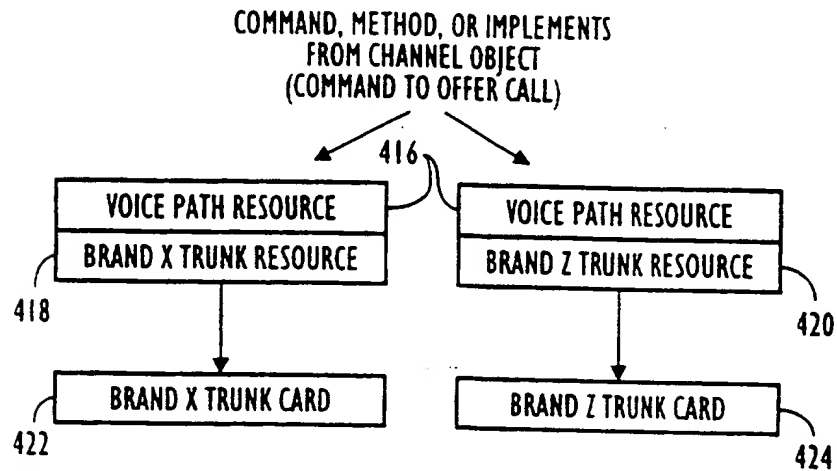 COMMAND, METHOD, OR IMPLEMENTS
FROM CHANNEL OBJECT
(COMMAND TO OFFER CALL)
416
VOICE PATH RESOURCE
VOICE PATH RESOURCE
BRAND X TRUNK RESOURCE
BRAND Z TRUNK RESOURCE
418
420
BRAND X TRUNK CARD
BRAND Z TRUNK CARD
422
424